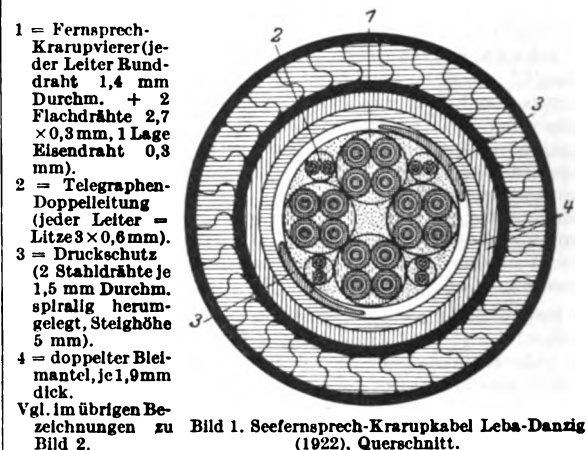 1 = Fernsprech-
Krarupvierer (je-
der Leiter Rund-
draht 1,4 mm
Durchm. + 2
Flachdrähte 2,7
×0,3 mm, 1 Lage
Eisendraht 0,3
mm).
2 = Telegraphen-
Doppelleitung
(jeder Leiter =
Litze 3×0,6 mm).
3 = Druckschutz
(2 Stahldrähte je
1,5 mm Durchm.
spiralig herum-
gelegt, Steighöhe
5 mm).
4 = doppelter Blei-
mantel, je 1,9 mm
dick.
Vgl. im übrigen Be-
zeichnungen zu
Bild 2.
1
2
3
4
3
Bild 1. Seefernsprech-Krarupkabel Leba-Danzig
(1922), Querschnitt.